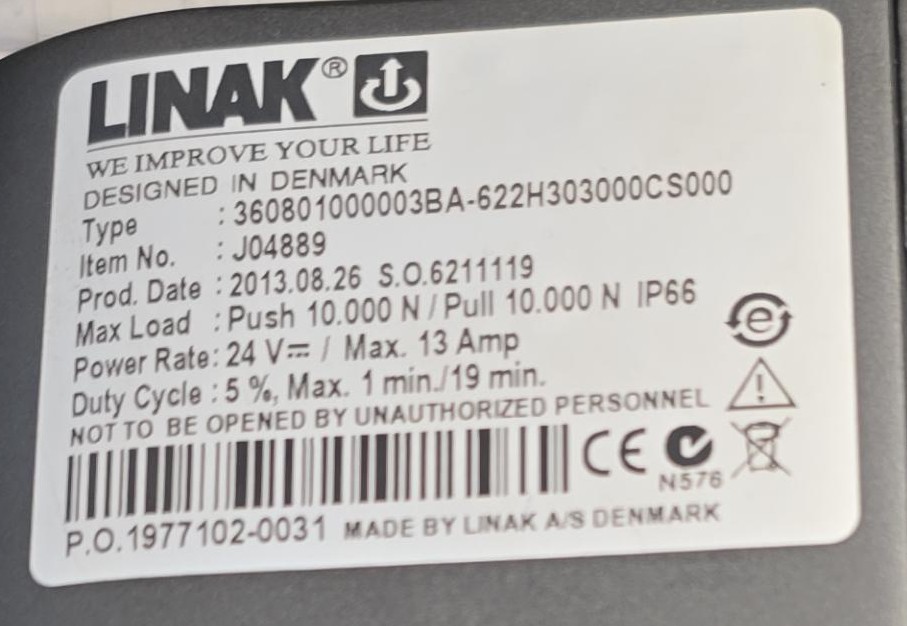 LINAK®
WE IMPROVE YOUR LIFE
DESIGNED IN DENMARK
Type : 360801000003BA-622H303000CS000
Item No. : J04889
Prod. Date : 2013.08.26 S.O.6211119
Max Load : Push 10.000 N / Pull 10.000 N IP66
Power Rate: 24 V⎓ / Max. 13 Amp
Duty Cycle : 5 %, Max. 1 min./19 min.
NOT TO BE OPENED BY UNAUTHORIZED PERSONNEL
CE
N576
P.O.1977102-0031 MADE BY LINAK A/S DENMARK